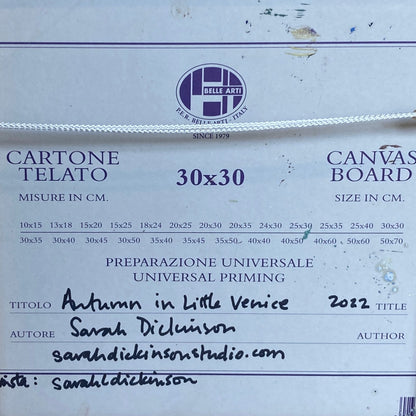 BELLE ARTI
P.E.R. BELLE ARTI - ITALY
SINCE 1979
CARTONE TELATO
30x30
CANVAS BOARD
MISURE IN CM.
SIZE IN CM.
10x15 13x18 15x20 15x25 18x24 20x25 20x30 20x35 24x30 25x30 25x35 20x40 25x40 30x30
30x35 30x40 30x45 30x50 35x35 35x45 35x50 40x40 40x50 40x60 50x60 50x70
PREPARAZIONE UNIVERSALE
UNIVERSAL PRIMING
TITOLO Autumn in Little Venice 2022 TITLE
AUTORE Sarah Dickinson AUTHOR
sarahdickinsonstudio.com
insta: sarahldickinson